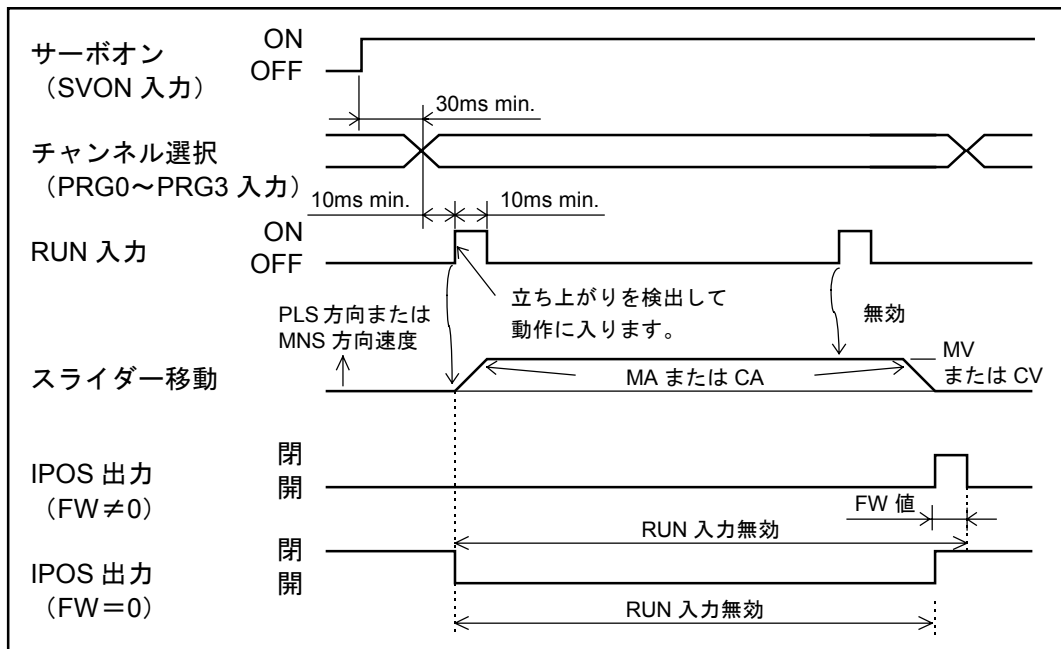 サーボオン
（SVON 入力）
ON
OFF
30ms min.
チャンネル選択
（PRG0～PRG3 入力）
10ms min.
10ms min.
RUN 入力
ON
OFF
立ち上がりを検出して
動作に入ります。
無効
PLS 方向または
MNS 方向速度
スライダー移動
MA または CA
MV
または CV
IPOS 出力
（FW≠0）
閉
開
FW 値
RUN 入力無効
IPOS 出力
（FW＝0）
閉
開
RUN 入力無効